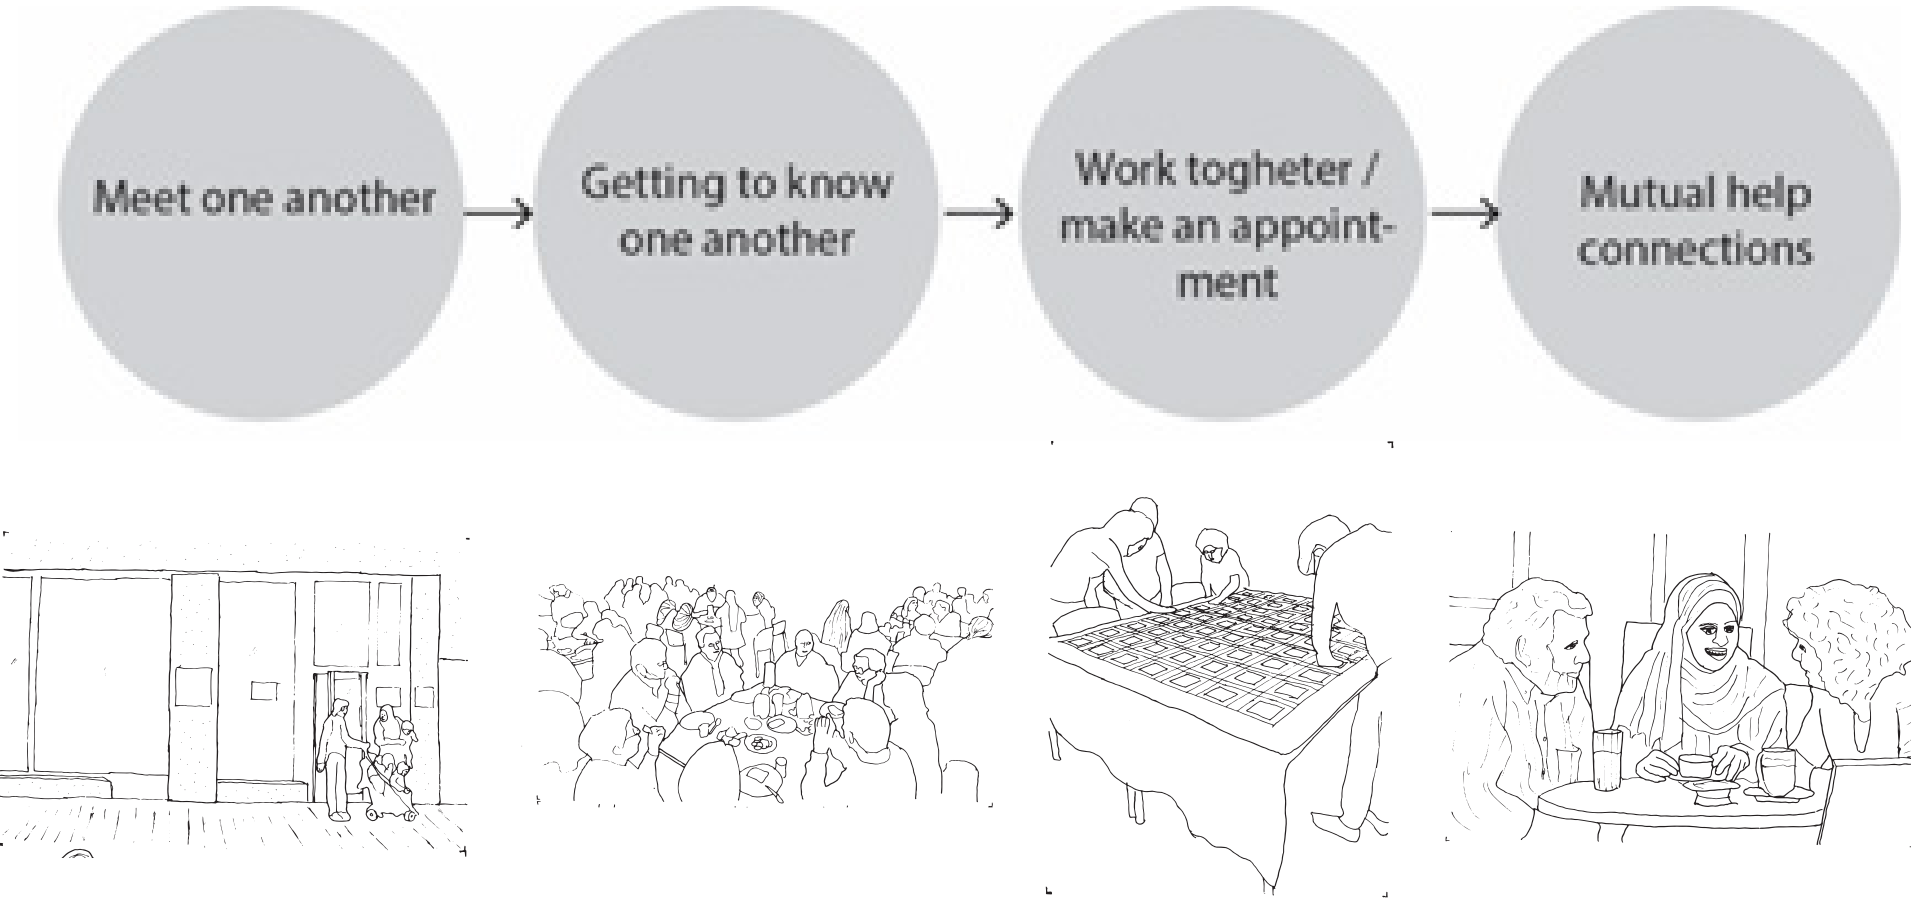 Meet one another
Getting to know
one another
Work togheter /
make an appoint-
ment
Mutual help
connections